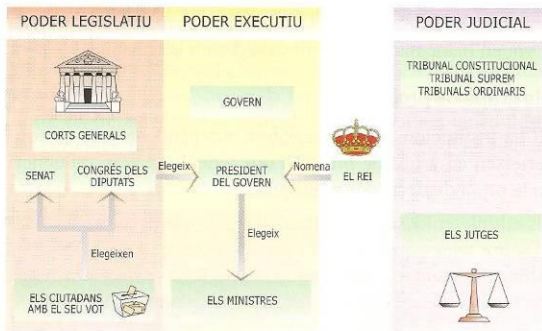 PODER LEGISLATIU
PODER EXECUTIU
PODER JUDICIAL
CORTS GENERALS
SENAT
CONGRÉS DELS
DIPUTATS
Elegeixen
ELS CIUTADANS
AMB EL SEU VOT
Elegeix
GOVERN
PRESIDENT
DEL GOVERN
Nomena
EL REI
Elegeix
ELS MINISTRES
TRIBUNAL CONSTITUCIONAL
TRIBUNAL SUPREM
TRIBUNALS ORDINARIS
ELS JUTGES